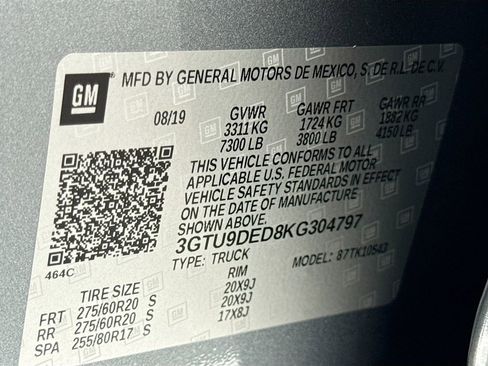 GM
MFD BY GENERAL MOTORS DE MEXICO, S. DE R.L. DE C.V.
08/19 GVWR GAWR FRT GAWR RR
3311 KG 1724 KG 1882 KG
7300 LB 3800 LB 4150 LB
THIS VEHICLE CONFORMS TO ALL
APPLICABLE U.S. FEDERAL MOTOR
VEHICLE SAFETY STANDARDS IN EFFECT
ON THE DATE OF MANUFACTURE
3GTU9DED8KG304797
464C TYPE: TRUCK MODEL: 87TK10543
TIRE SIZE RIM
FRT 275/60R20 S 20X9J
RR 275/60R20 S 20X9J
SPA 255/80R17 S 17X8J